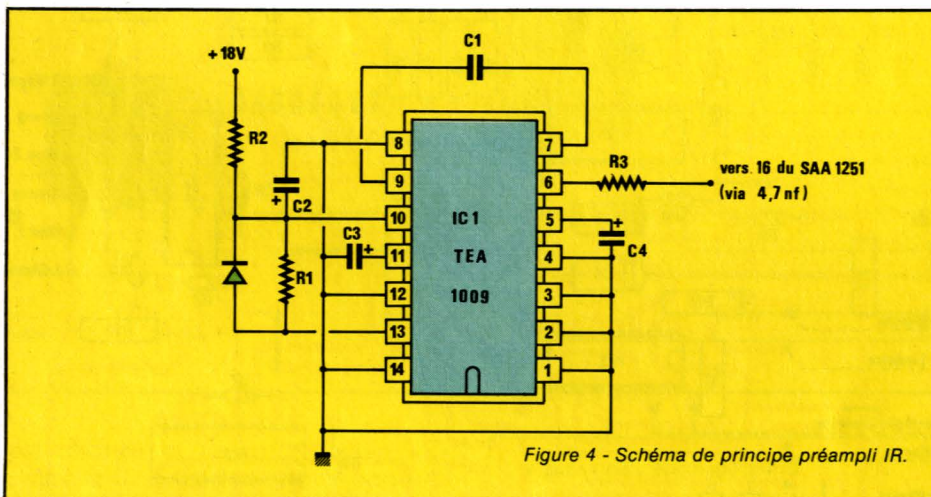 C1
+18V
R2
8
7
9
6
R3
vers. 16 du SAA 1251
(via 4,7 nf)
C2
10
IC1
5
C3
11
TEA
4
C4
R1
12
1009
3
13
2
14
1
Figure 4 - Schéma de principe préampli IR.